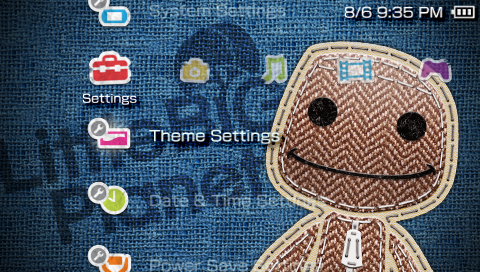 System Settings
8/6 9:35 PM
Settings
Theme Settings
LittleBigPlanet
Date & Time Settings
Power Save Settings